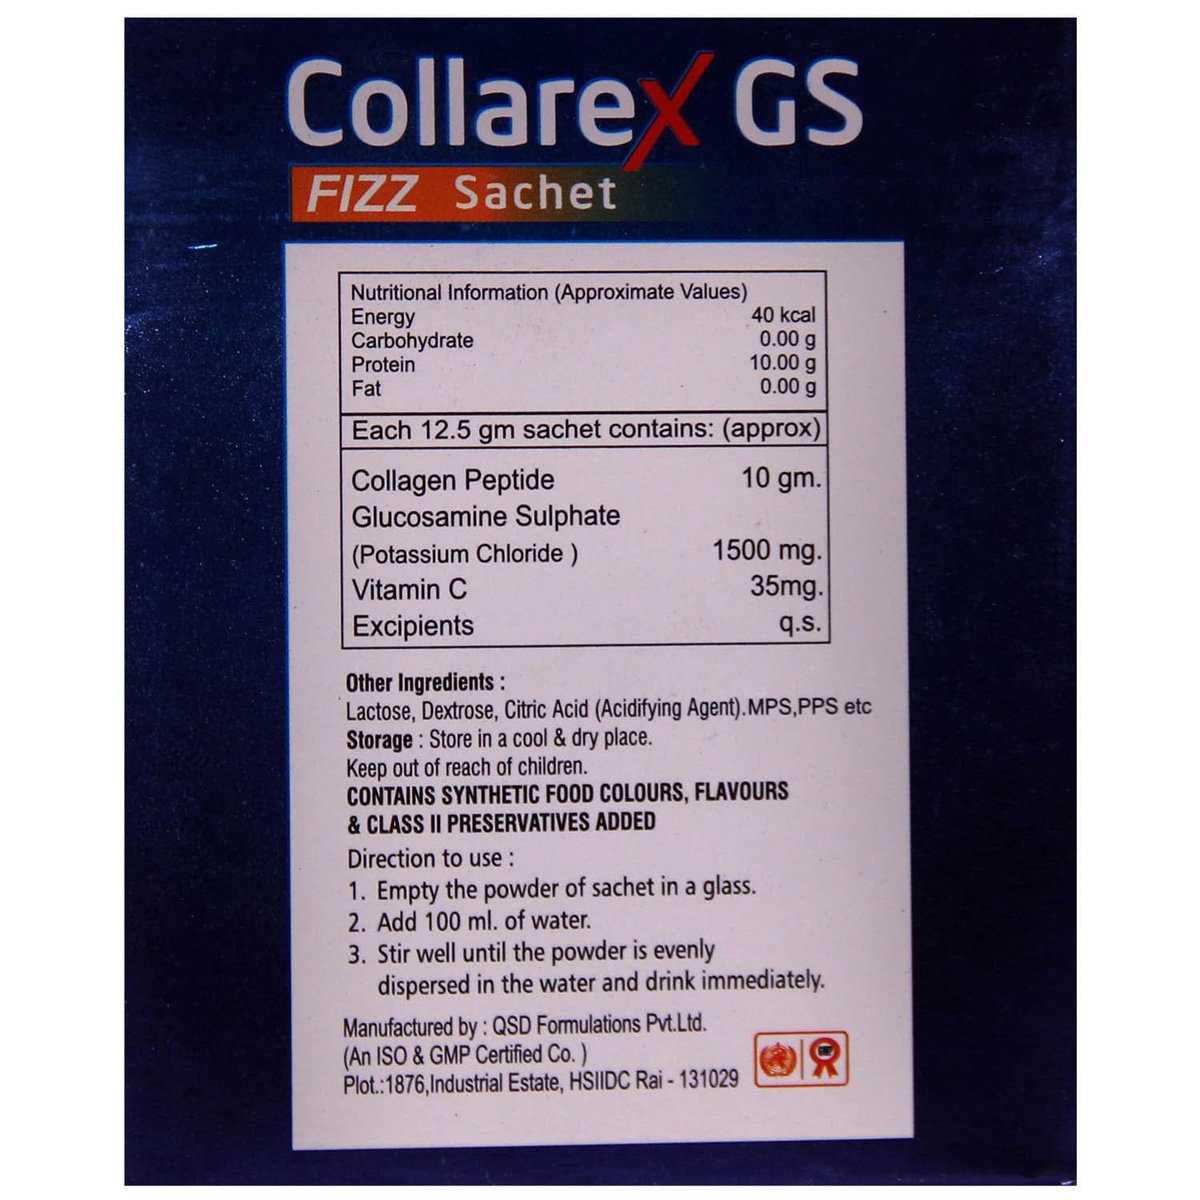 Collarex GS
FIZZ Sachet
Nutritional Information (Approximate Values)
Energy 40 kcal
Carbohydrate 0.00 g
Protein 10.00 g
Fat 0.00 g
Each 12.5 gm sachet contains: (approx)
Collagen Peptide 10 gm.
Glucosamine Sulphate
(Potassium Chloride ) 1500 mg.
Vitamin C 35mg.
Excipients q.s.
Other Ingredients :
Lactose, Dextrose, Citric Acid (Acidifying Agent).MPS,PPS etc
Storage : Store in a cool & dry place.
Keep out of reach of children.
CONTAINS SYNTHETIC FOOD COLOURS, FLAVOURS
& CLASS II PRESERVATIVES ADDED
Direction to use :
1. Empty the powder of sachet in a glass.
2. Add 100 ml. of water.
3. Stir well until the powder is evenly
dispersed in the water and drink immediately.
Manufactured by : QSD Formulations Pvt.Ltd.
(An ISO & GMP Certified Co. )
Plot.:1876,Industrial Estate, HSIIDC Rai - 131029